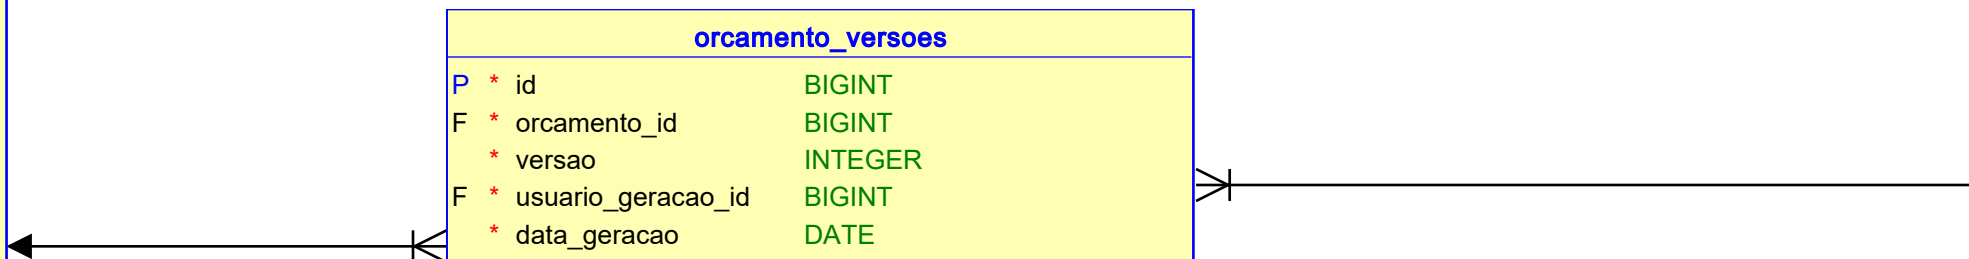 orcamento_versoes
P * id BIGINT
F * orcamento_id BIGINT
* versao INTEGER
F * usuario_geracao_id BIGINT
* data_geracao DATE